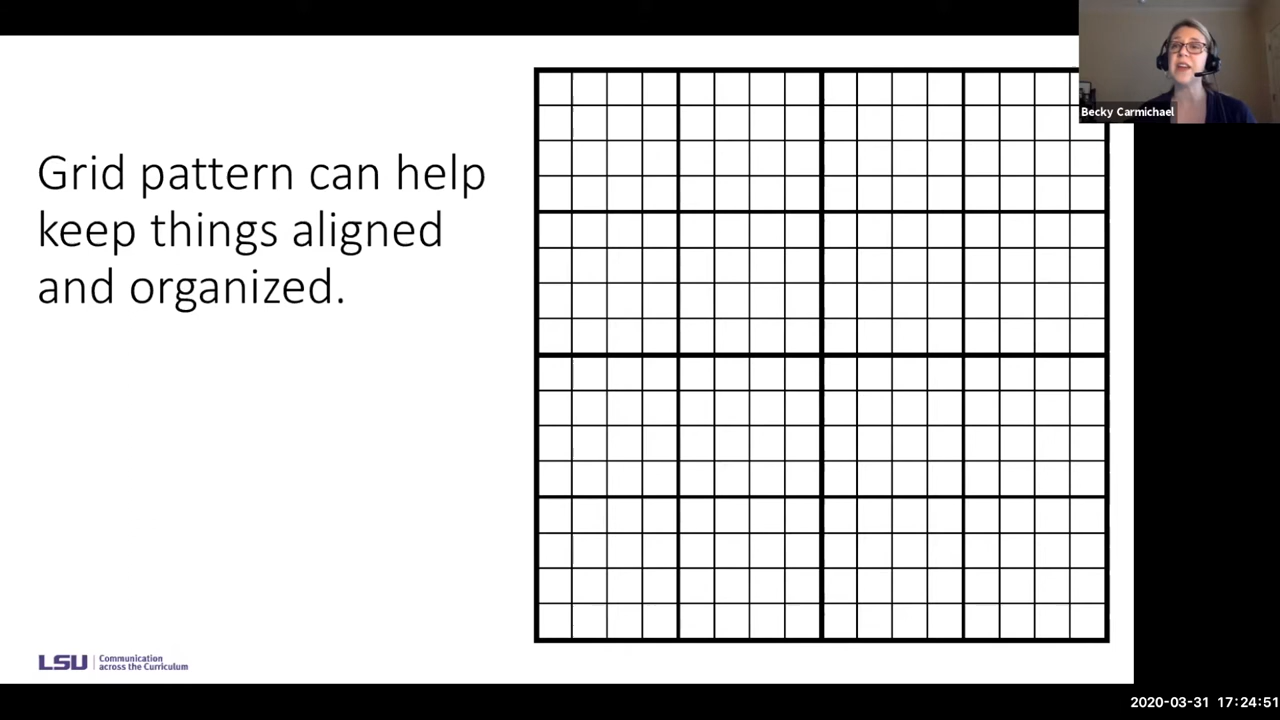 Grid pattern can help
keep things aligned
and organized.
Becky Carmichael
LSU
Communication
across the Curriculum
2020-03-31 17:24:51